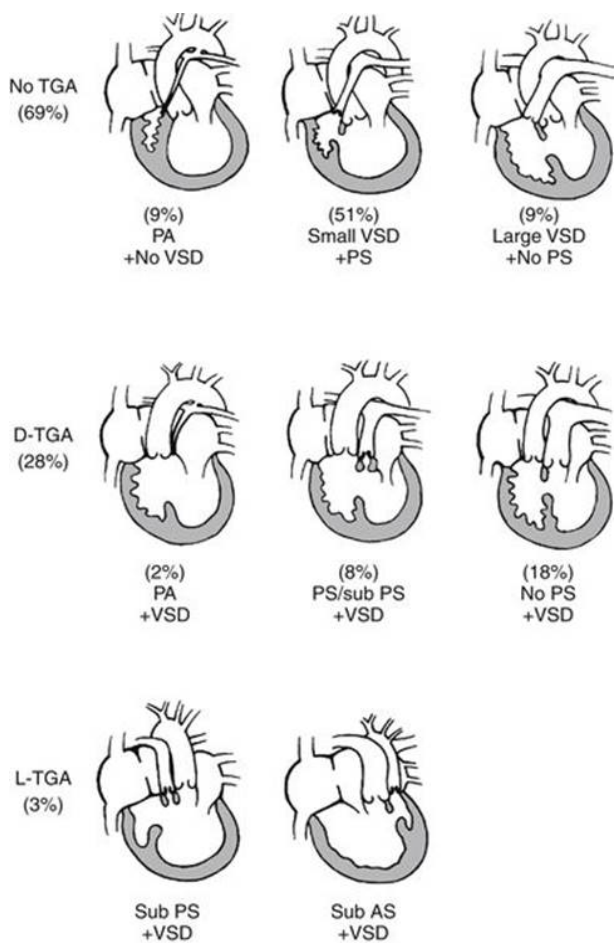 No TGA
(69%)
(9%)
PA
+No VSD
(51%)
Small VSD
+PS
(9%)
Large VSD
+No PS
D-TGA
(28%)
(2%)
PA
+VSD
(8%)
PS/sub PS
+VSD
(18%)
No PS
+VSD
L-TGA
(3%)
Sub PS
+VSD
Sub AS
+VSD